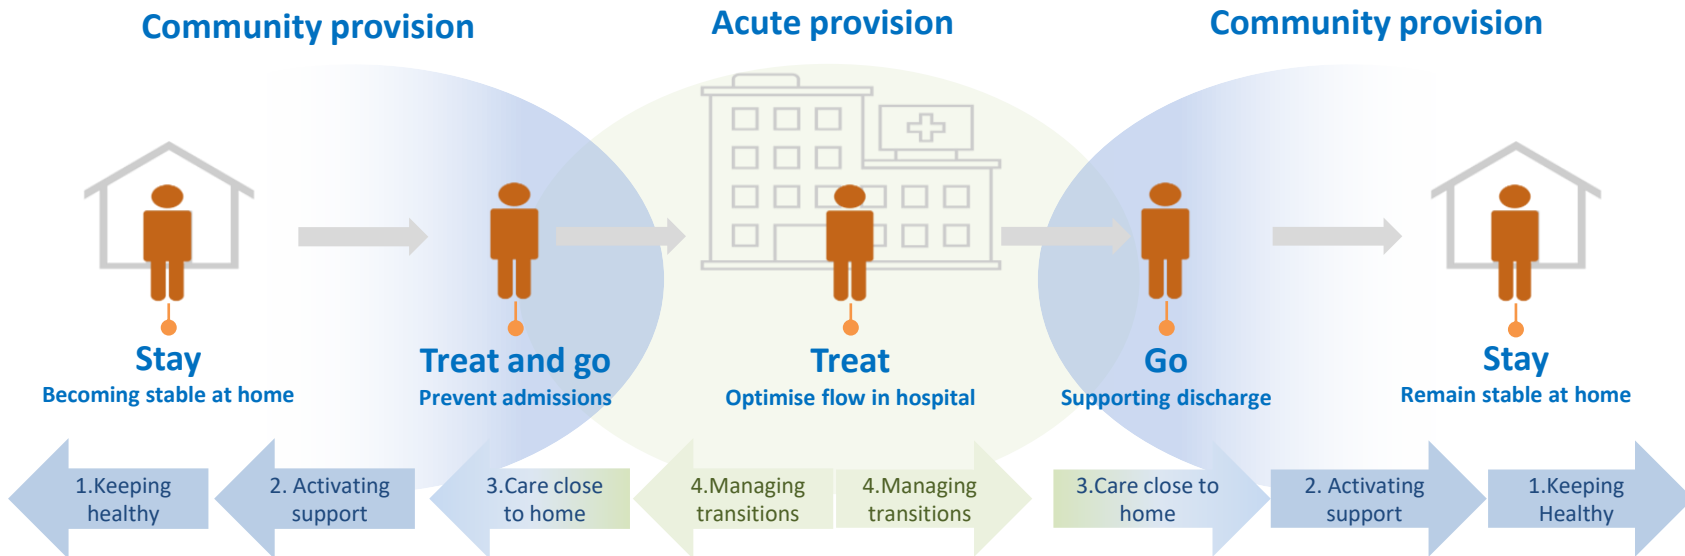 Community provision
Acute provision
Community provision
Stay
Becoming stable at home
Treat and go
Prevent admissions
Treat
Optimise flow in hospital
Go
Supporting discharge
Stay
Remain stable at home
1.Keeping
healthy
2. Activating
support
3.Care close
to home
4.Managing
transitions
4.Managing
transitions
3.Care close to
home
2. Activating
support
1.Keeping
Healthy